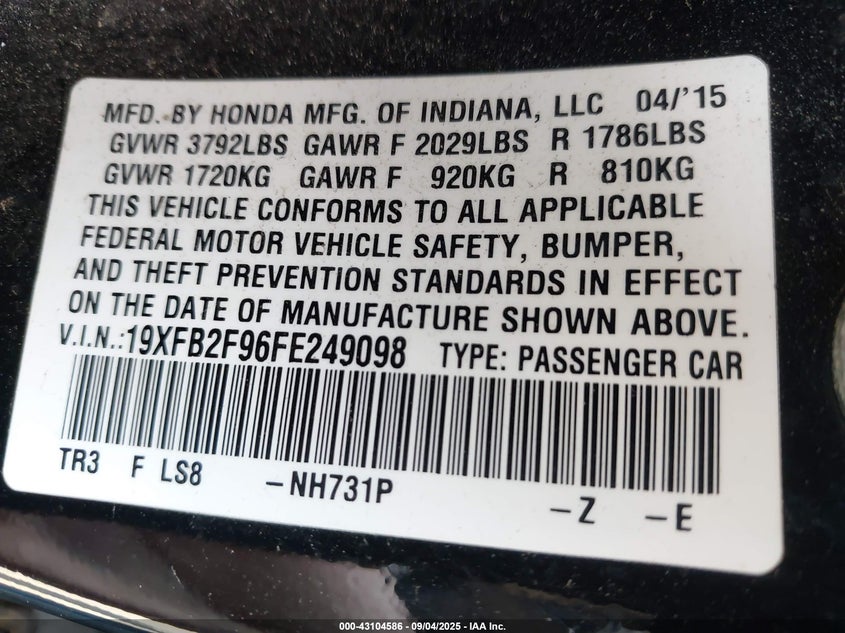 MFD. BY HONDA MFG. OF INDIANA, LLC 04/'15
GVWR 3792LBS GAWR F 2029LBS R 1786LBS
GVWR 1720KG GAWR F 920KG R 810KG
THIS VEHICLE CONFORMS TO ALL APPLICABLE
FEDERAL MOTOR VEHICLE SAFETY, BUMPER,
AND THEFT PREVENTION STANDARDS IN EFFECT
ON THE DATE OF MANUFACTURE SHOWN ABOVE.
V.I.N.:19XFB2F96FE249098 TYPE: PASSENGER CAR
TR3 F LS8 -NH731P -Z -E
000-43104586 - 09/04/2025 - IAA Inc.